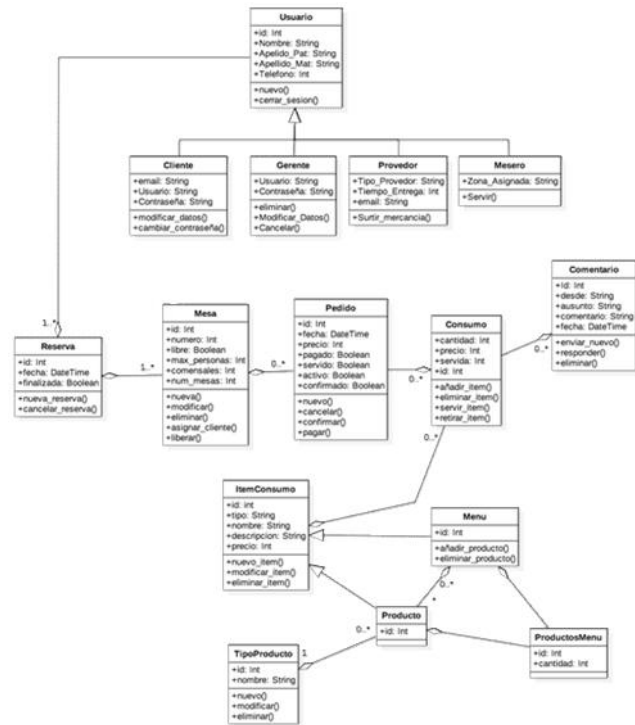 Usuario
+id: Int
+Nombre: String
+Apelido_Pat: String
+Apellido_Mat: String
+Telefono: Int
+nuevo()
+cerrar_sesion()
Cliente
+email: String
+Usuario: String
+Contraseña: String
+modificar_datos()
+cambiar_contraseña()
Gerente
+Usuario: String
+Contraseña: String
+eliminar()
+Modificar_Datos()
+Cancelar()
Provedor
+Tipo_Provedor: String
+Tiempo_Entrega: Int
+email: String
+Surtir_mercancia()
Mesero
+Zona_Asignada: String
+Servir()
Comentario
+Id: Int
+desde: String
+ausunto: String
+comentario: String
+fecha: DateTime
+enviar_nuevo()
+responder()
+eliminar()
0..*
Consumo
+cantidad: Int
+precio: Int
+servida: Int
+id: Int
+añadir_item()
+eliminar_item()
+servir_item()
+retirar_item()
0..*
0..*
Pedido
+id: Int
+fecha: DateTime
+precio: Int
+pagado: Boolean
+servido: Boolean
+activo: Boolean
+confirmado: Boolean
+nuevo()
+cancelar()
+confirmar()
+pagar()
0..*
Mesa
+id: Int
+numero: Int
+libre: Boolean
+max_personas: Int
+comensales: Int
+num_mesas: Int
+nueva()
+modificar()
+eliminar()
+asignar_cliente()
+liberar()
1..*
1..*
Reserva
+id: Int
+fecha: DateTime
+finalizada: Boolean
+nueva_reserva()
+cancelar_reserva()
ItemConsumo
+id: int
+tipo: String
+nombre: String
+descripcion: String
+precio: Int
+nuevo_item()
+modificar_item()
+eliminar_item()
Menu
+id: Int
+añadir_producto()
+eliminar_producto()
0..*
*
Producto
+id: Int
0..*
1
TipoProducto
+id: Int
+nombre: String
+nuevo()
+modificar()
+eliminar()
ProductosMenu
+id: Int
+cantidad: Int